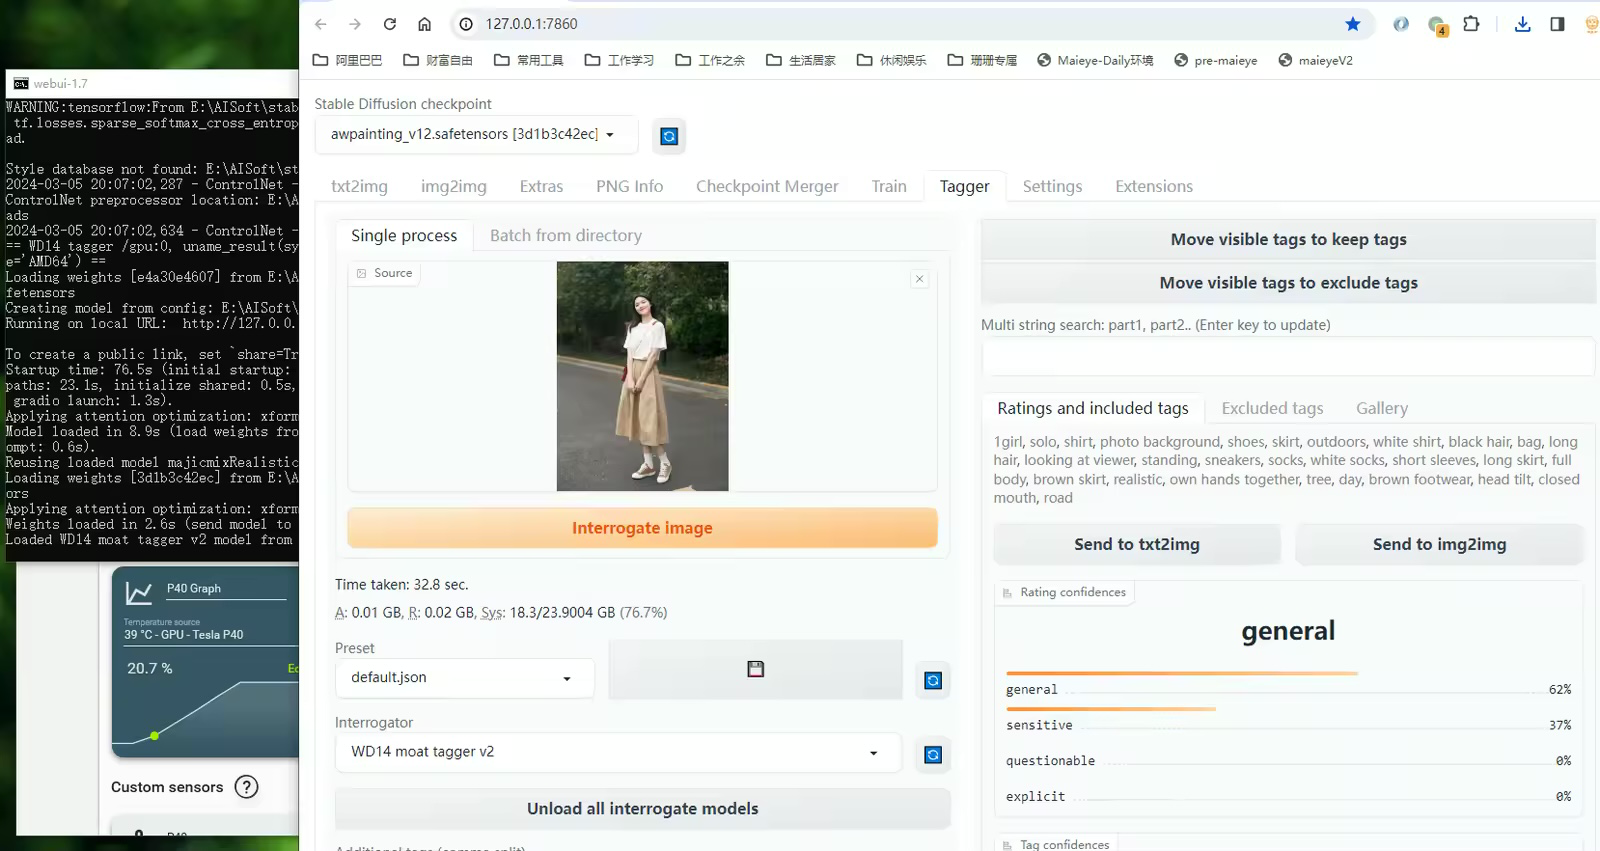 127.0.0.1:7860
4
阿里巴巴 财富自由 常用工具 工作学习 工作之余 生活居家 休闲娱乐 珊珊专属 Maieye-Daily环境 pre-maieye maieyeV2
webui-1.7
WARNING:tensorflow:From E:\AISoft\stab
tf.losses.sparse_softmax_cross_entrop
ad.
Style database not found: E:\AISoft\st
2024-03-05 20:07:02,287 - ControlNet -
ControlNet preprocessor location: E:\A
ads
2024-03-05 20:07:02,634 - ControlNet -
== WD14 tagger /gpu:0, uname_result(sy
e='AMD64') ==
Loading weights [e4a30e4607] from E:\A
fetensors
Creating model from config: E:\AISoft\
Running on local URL:  http://127.0.0.
To create a public link, set `share=Tr
Startup time: 76.5s (initial startup:
paths: 23.1s, initialize shared: 0.5s,
gradio launch: 1.3s).
Applying attention optimization: xform
Model loaded in 8.9s (load weights fro
ompt: 0.6s).
Reusing loaded model majicmixRealistic
Loading weights [3d1b3c42ec] from E:\A
ors
Applying attention optimization: xform
Weights loaded in 2.6s (send model to
Loaded WD14 moat tagger v2 model from
P40 Graph
Temperature source
39 °C - GPU - Tesla P40
20.7 %
Ec
Custom sensors ?
P40
Stable Diffusion checkpoint
awpainting_v12.safetensors [3d1b3c42ec]
txt2img img2img Extras PNG Info Checkpoint Merger Train Tagger Settings Extensions
Single process Batch from directory
Source
Interrogate image
Time taken: 32.8 sec.
A: 0.01 GB, R: 0.02 GB, Sys: 18.3/23.9004 GB (76.7%)
Preset
default.json
Interrogator
WD14 moat tagger v2
Unload all interrogate models
Additional tags (comma split)
Move visible tags to keep tags
Move visible tags to exclude tags
Multi string search: part1, part2.. (Enter key to update)
Ratings and included tags Excluded tags Gallery
1girl, solo, shirt, photo background, shoes, skirt, outdoors, white shirt, black hair, bag, long
hair, looking at viewer, standing, sneakers, socks, white socks, short sleeves, long skirt, full
body, brown skirt, realistic, own hands together, tree, day, brown footwear, head tilt, closed
mouth, road
Send to txt2img Send to img2img
Rating confidences
general
general 62%
sensitive 37%
questionable 0%
explicit 0%
Tag confidences